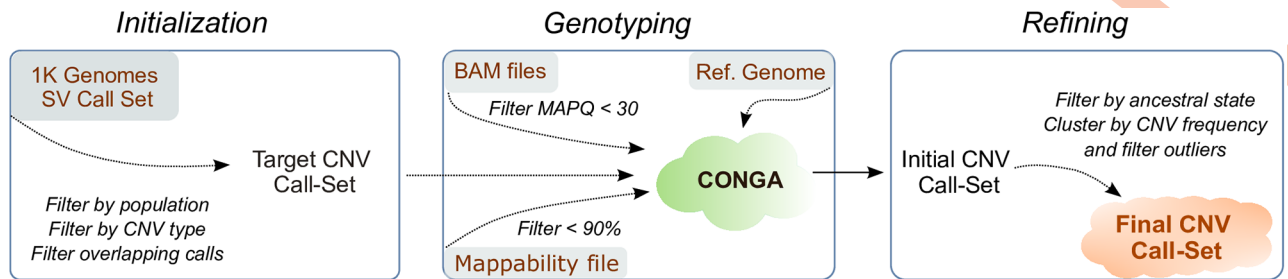 Initialization
1K Genomes
SV Call Set
Target CNV
Call-Set
Filter by population
Filter by CNV type
Filter overlapping calls
Genotyping
BAM files
Ref. Genome
Filter MAPQ < 30
CONGA
Filter < 90%
Mappability file
Refining
Filter by ancestral state
Cluster by CNV frequency
and filter outliers
Initial CNV
Call-Set
Final CNV
Call-Set